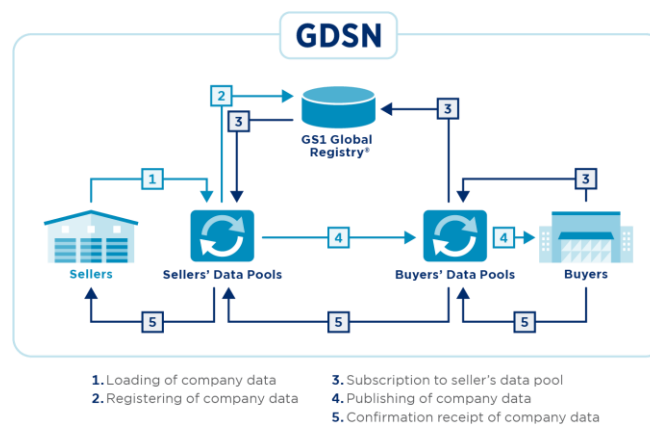 GDSN
2
3
3
GS1 Global
Registry®
1
3
4
4
Sellers
Sellers' Data Pools
Buyers' Data Pools
Buyers
5
5
5
1. Loading of company data
2. Registering of company data
3. Subscription to seller's data pool
4. Publishing of company data
5. Confirmation receipt of company data